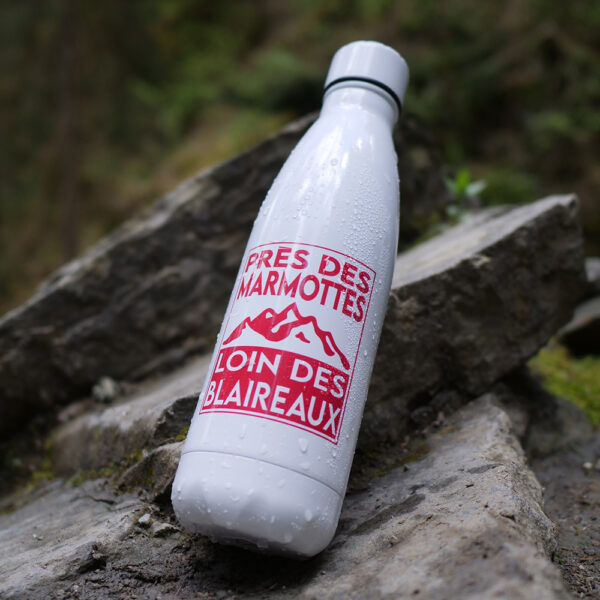 PRÈS DES
MARMOTTES
LOIN DES
BLAIREAUX